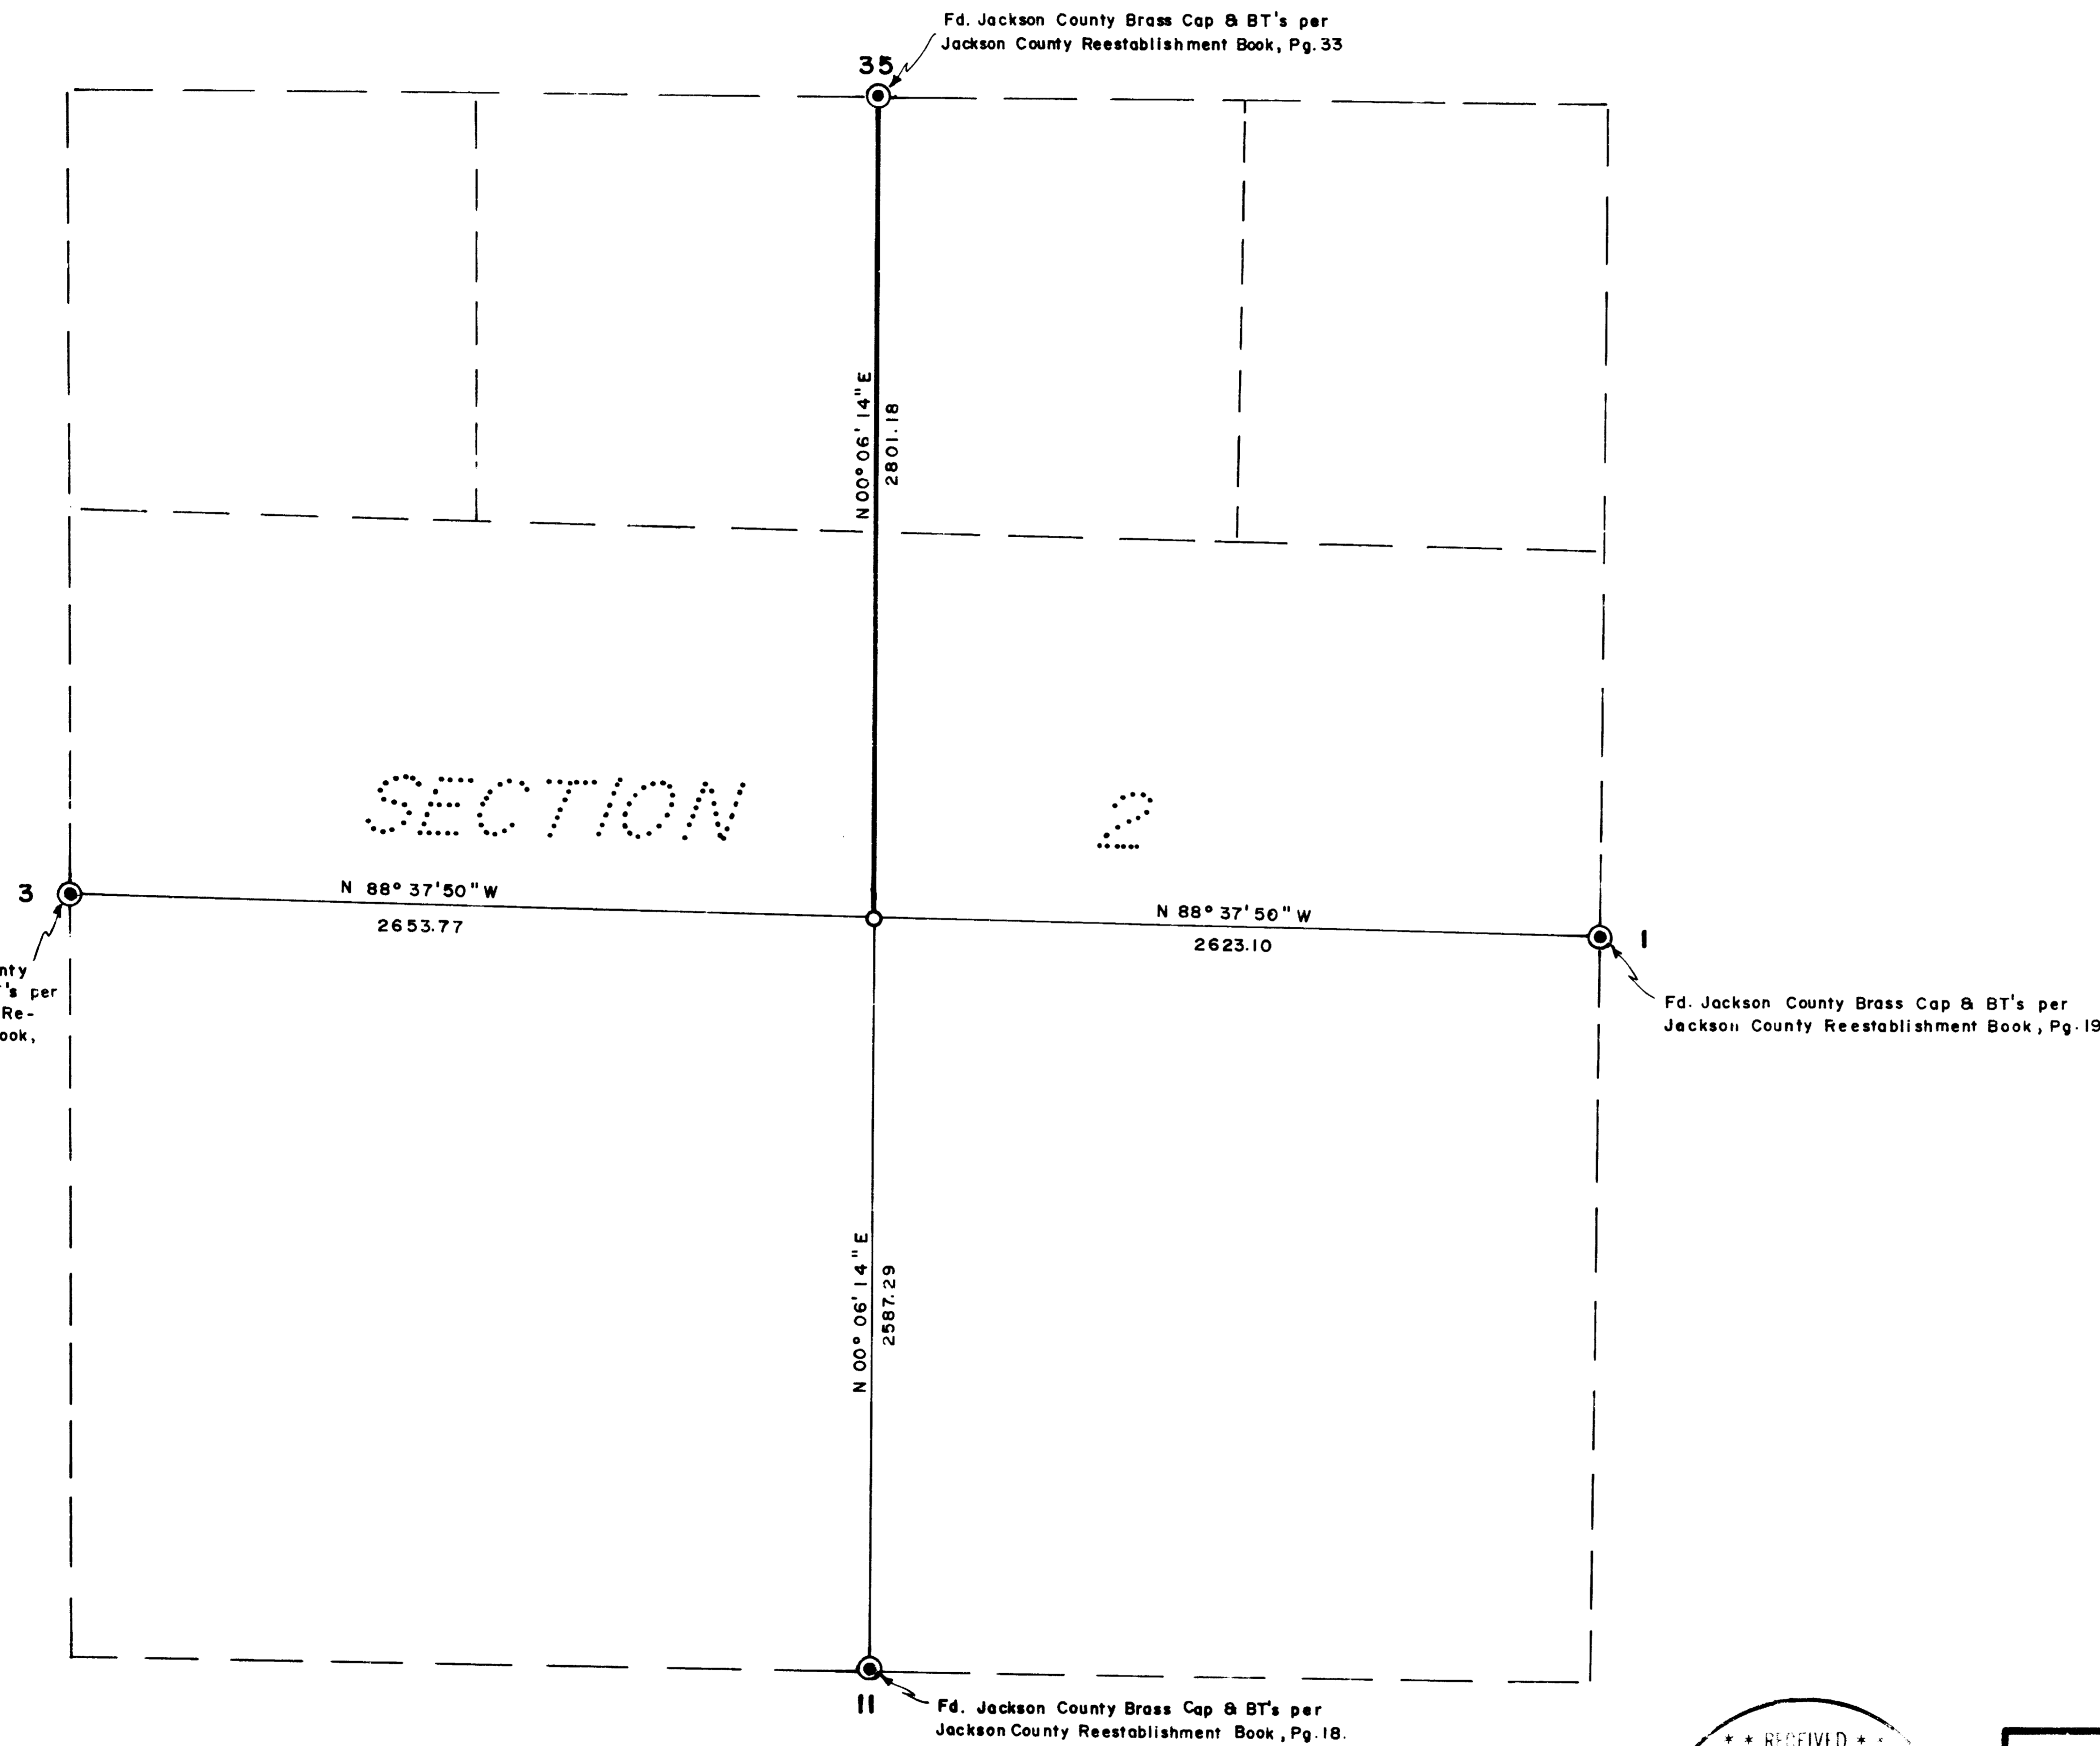 Fd. Jackson County Brass Cap & BT's per
Jackson County Reestablishment Book, Pg. 33
35
N 00° 06' 14" E
2801.18
SECTION 2
3
N 88° 37' 50" W
2653.77
N 88° 37' 50" W
2623.10
1
per
Re-
Fd. Jackson County Brass Cap & BT's per
Jackson County Reestablishment Book, Pg. 19
N 00° 06' 14" E
2587.29
11
Fd. Jackson County Brass Cap & BT's per
Jackson County Reestablishment Book, Pg. 18.
* * RECEIVED * *